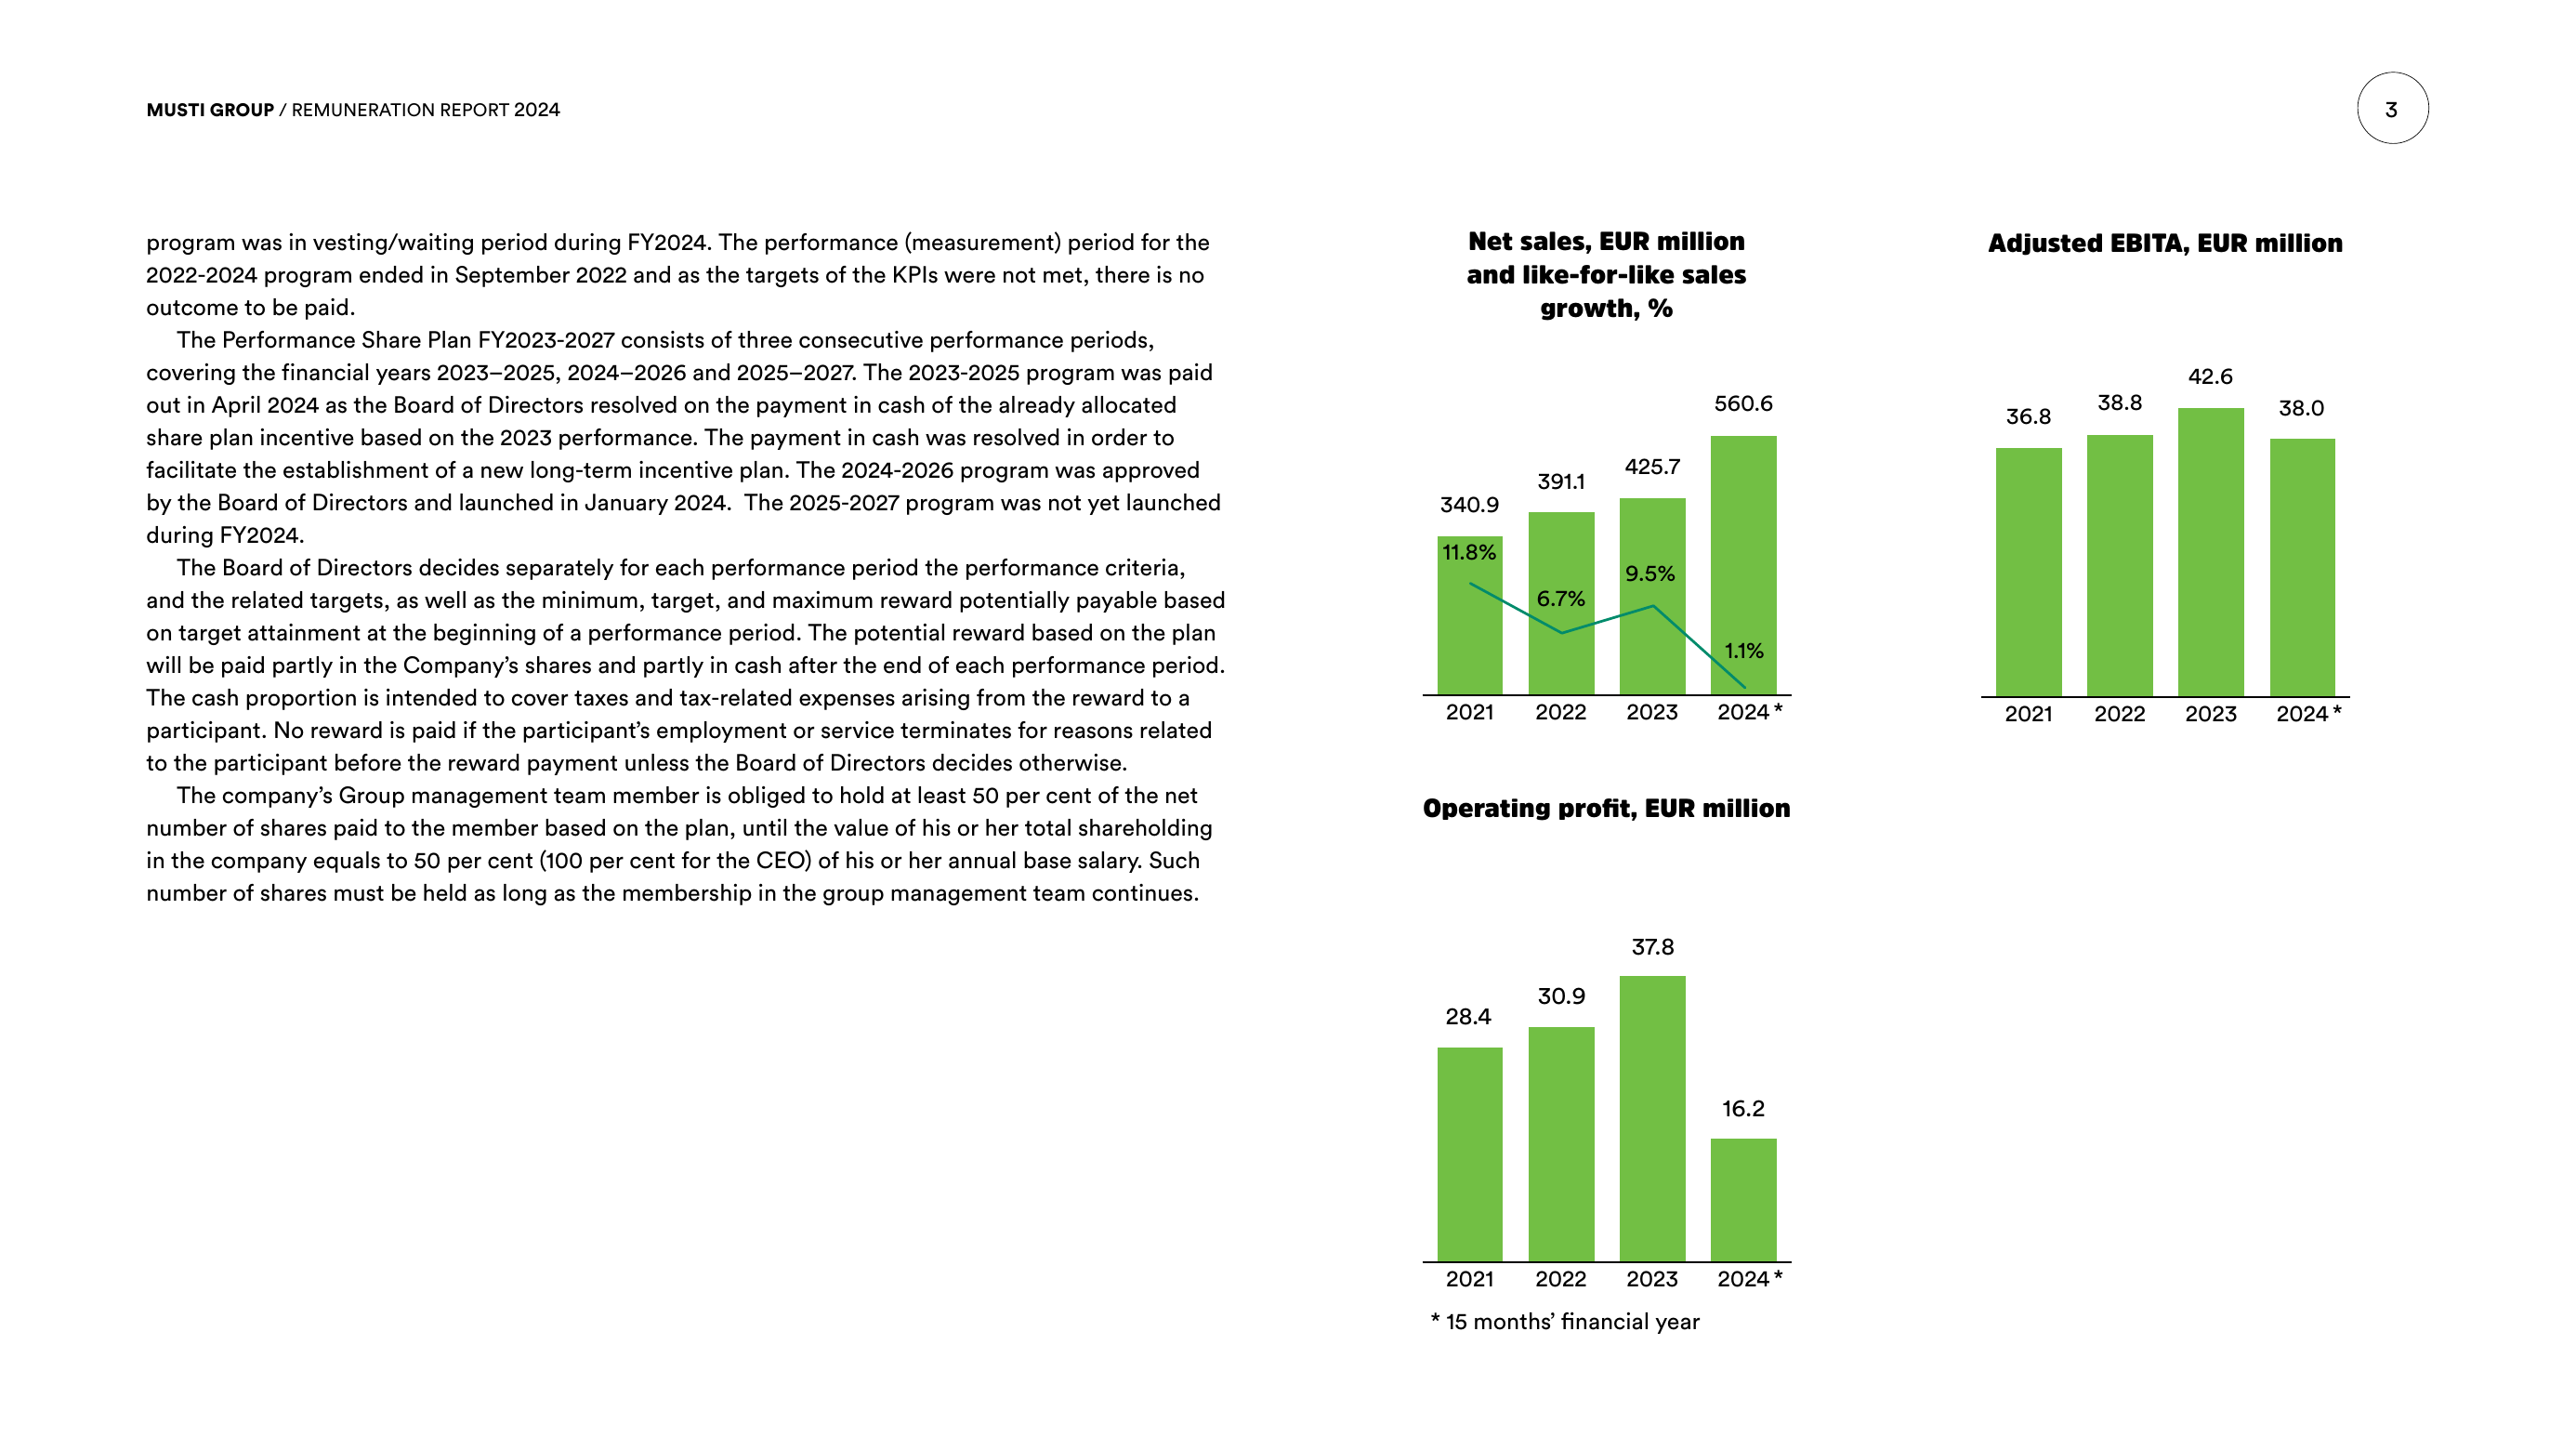 MUSTI GROUP / REMUNERATION REPORT 2024
3
program was in vesting/waiting period during FY2024. The performance (measurement) period for the
2022-2024 program ended in September 2022 and as the targets of the KPIs were not met, there is no
outcome to be paid.
The Performance Share Plan FY2023-2027 consists of three consecutive performance periods,
covering the financial years 2023–2025, 2024–2026 and 2025–2027. The 2023-2025 program was paid
out in April 2024 as the Board of Directors resolved on the payment in cash of the already allocated
share plan incentive based on the 2023 performance. The payment in cash was resolved in order to
facilitate the establishment of a new long-term incentive plan. The 2024-2026 program was approved
by the Board of Directors and launched in January 2024.  The 2025-2027 program was not yet launched
during FY2024.
The Board of Directors decides separately for each performance period the performance criteria,
and the related targets, as well as the minimum, target, and maximum reward potentially payable based
on target attainment at the beginning of a performance period. The potential reward based on the plan
will be paid partly in the Company’s shares and partly in cash after the end of each performance period.
The cash proportion is intended to cover taxes and tax-related expenses arising from the reward to a
participant. No reward is paid if the participant’s employment or service terminates for reasons related
to the participant before the reward payment unless the Board of Directors decides otherwise.
The company’s Group management team member is obliged to hold at least 50 per cent of the net
number of shares paid to the member based on the plan, until the value of his or her total shareholding
in the company equals to 50 per cent (100 per cent for the CEO) of his or her annual base salary. Such
number of shares must be held as long as the membership in the group management team continues.
Net sales, EUR million
and like-for-like sales
growth, %
340.9
391.1
425.7
560.6
11.8%
6.7%
9.5%
1.1%
2021 2022 2023 2024 *
Adjusted EBITA, EUR million
36.8
38.8
42.6
38.0
2021 2022 2023 2024 *
Operating profit, EUR million
28.4
30.9
37.8
16.2
2021 2022 2023 2024 *
* 15 months’ financial year